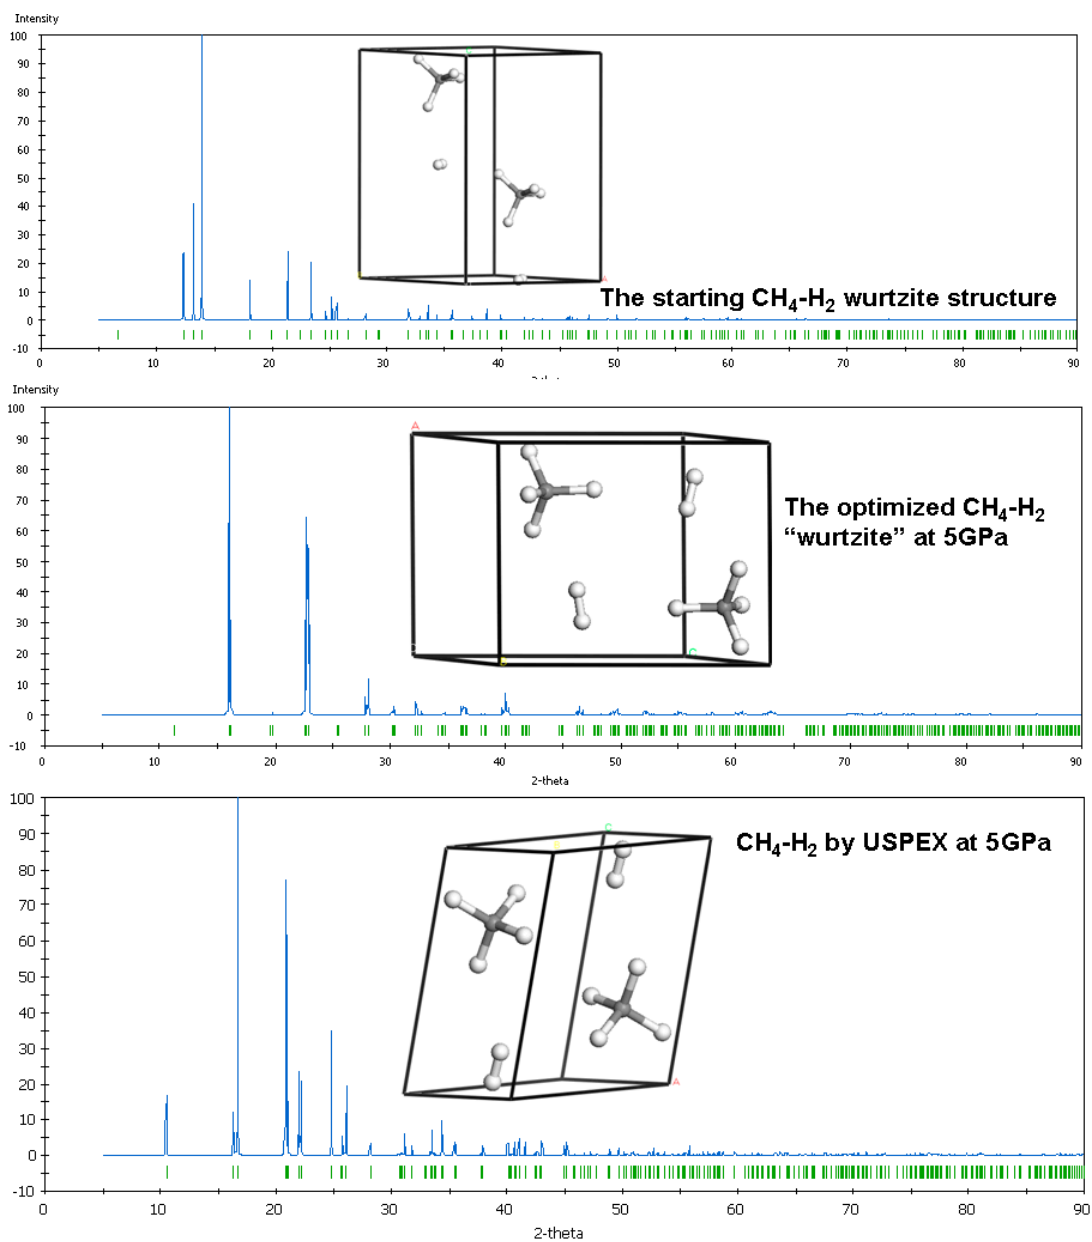 Intensity
100
90
80
70
60
50
40
30
20
10
0
-10
C
A
The starting CH₄-H₂ wurtzite structure
0 10 20 30 40 50 60 70 80 90
Intensity
100
90
80
70
60
50
40
30
20
10
0
-10
A
B
C
The optimized CH₄-H₂
“wurtzite” at 5GPa
0 10 20 30 40 50 60 70 80 90
2-theta
100
90
80
70
60
50
40
30
20
10
0
-10
C
A
CH₄-H₂ by USPEX at 5GPa
0 10 20 30 40 50 60 70 80 90
2-theta